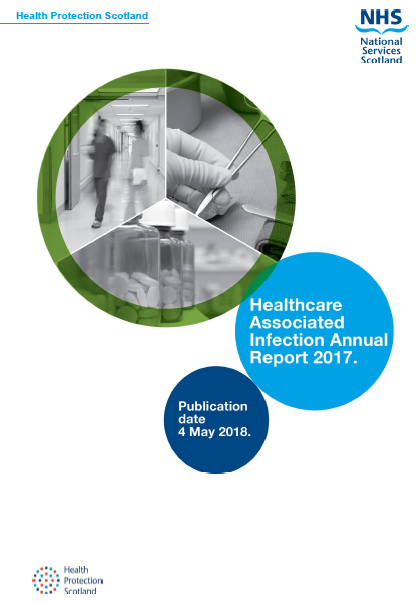 Health Protection Scotland
NHS
National
Services
Scotland
Healthcare
Associated
Infection Annual
Report 2017.
Publication
date
4 May 2018.
Health
Protection
Scotland